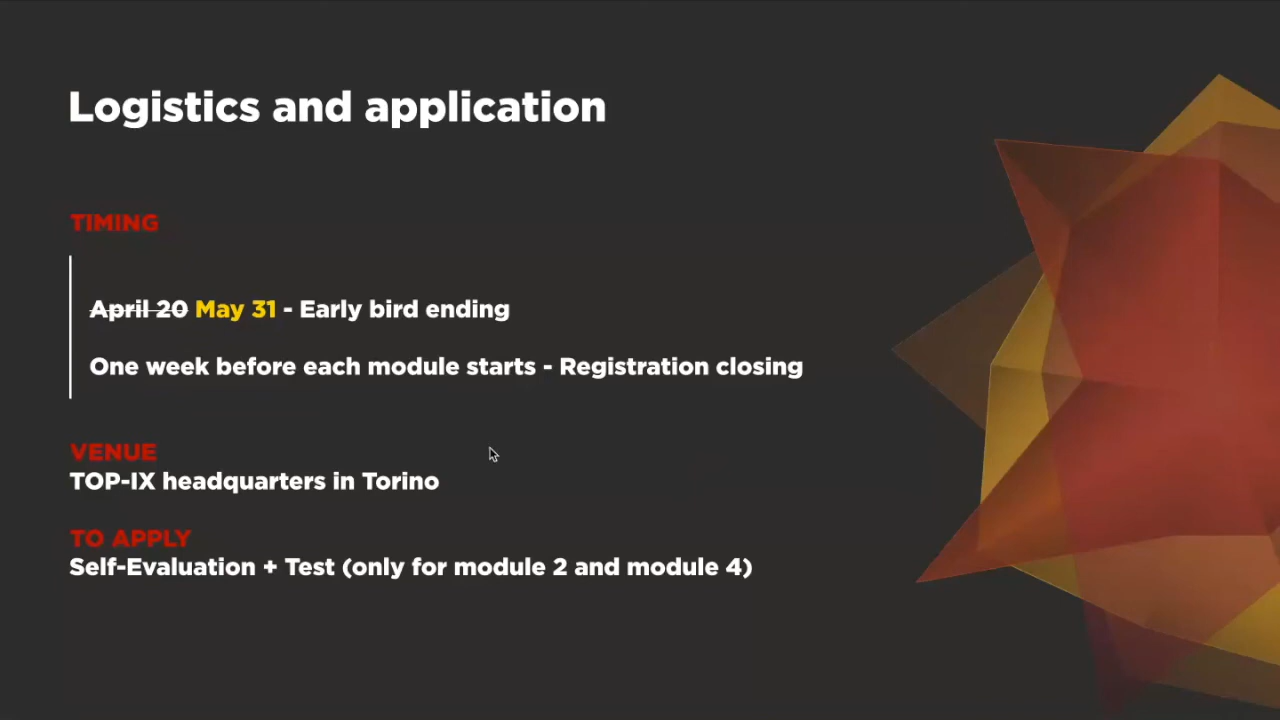 Logistics and application
TIMING
April 20 May 31 - Early bird ending
One week before each module starts - Registration closing
VENUE
TOP-IX headquarters in Torino
TO APPLY
Self-Evaluation + Test (only for module 2 and module 4)